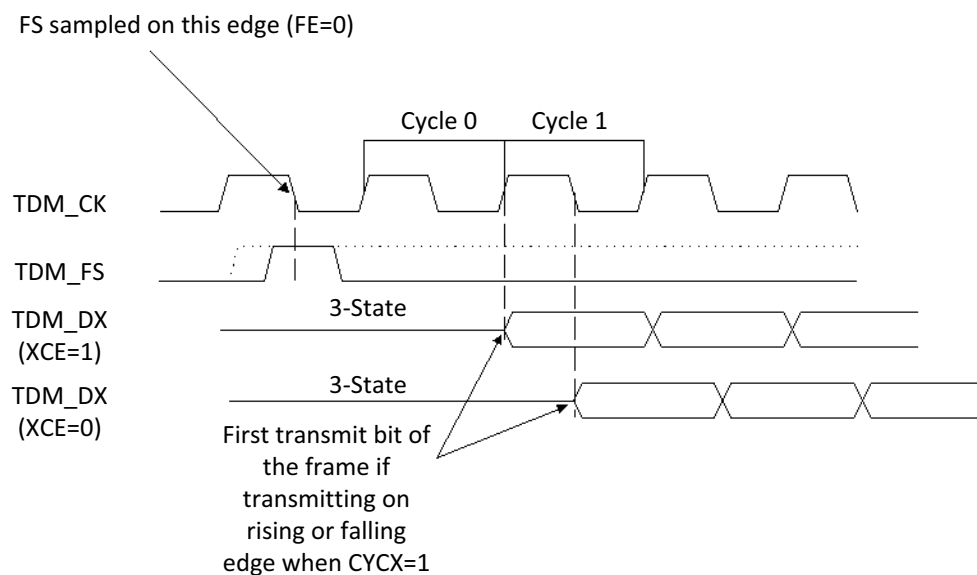 FS sampled on this edge (FE=0)
Cycle 0
Cycle 1
TDM_CK
TDM_FS
3-State
TDM_DX
(XCE=1)
3-State
TDM_DX
(XCE=0)
First transmit bit of
the frame if
transmitting on
rising or falling
edge when CYCX=1